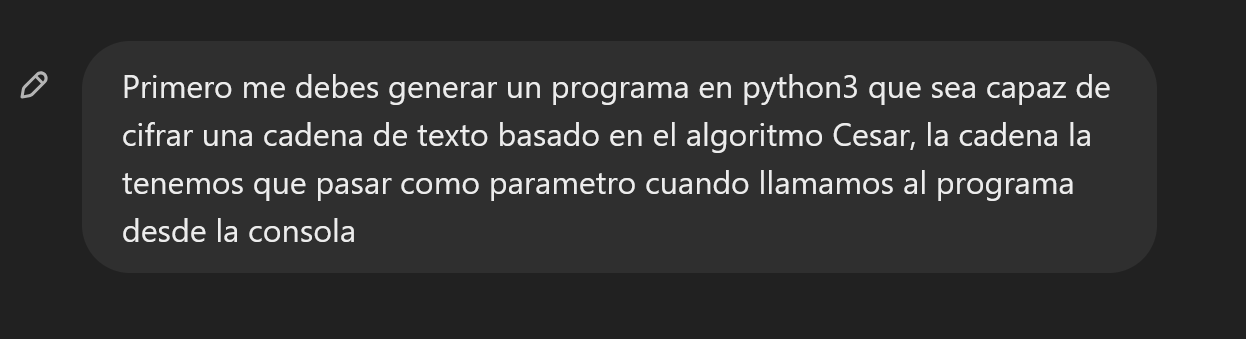 Primero me debes generar un programa en python3 que sea capaz de
cifrar una cadena de texto basado en el algoritmo Cesar, la cadena la
tenemos que pasar como parametro cuando llamamos al programa
desde la consola